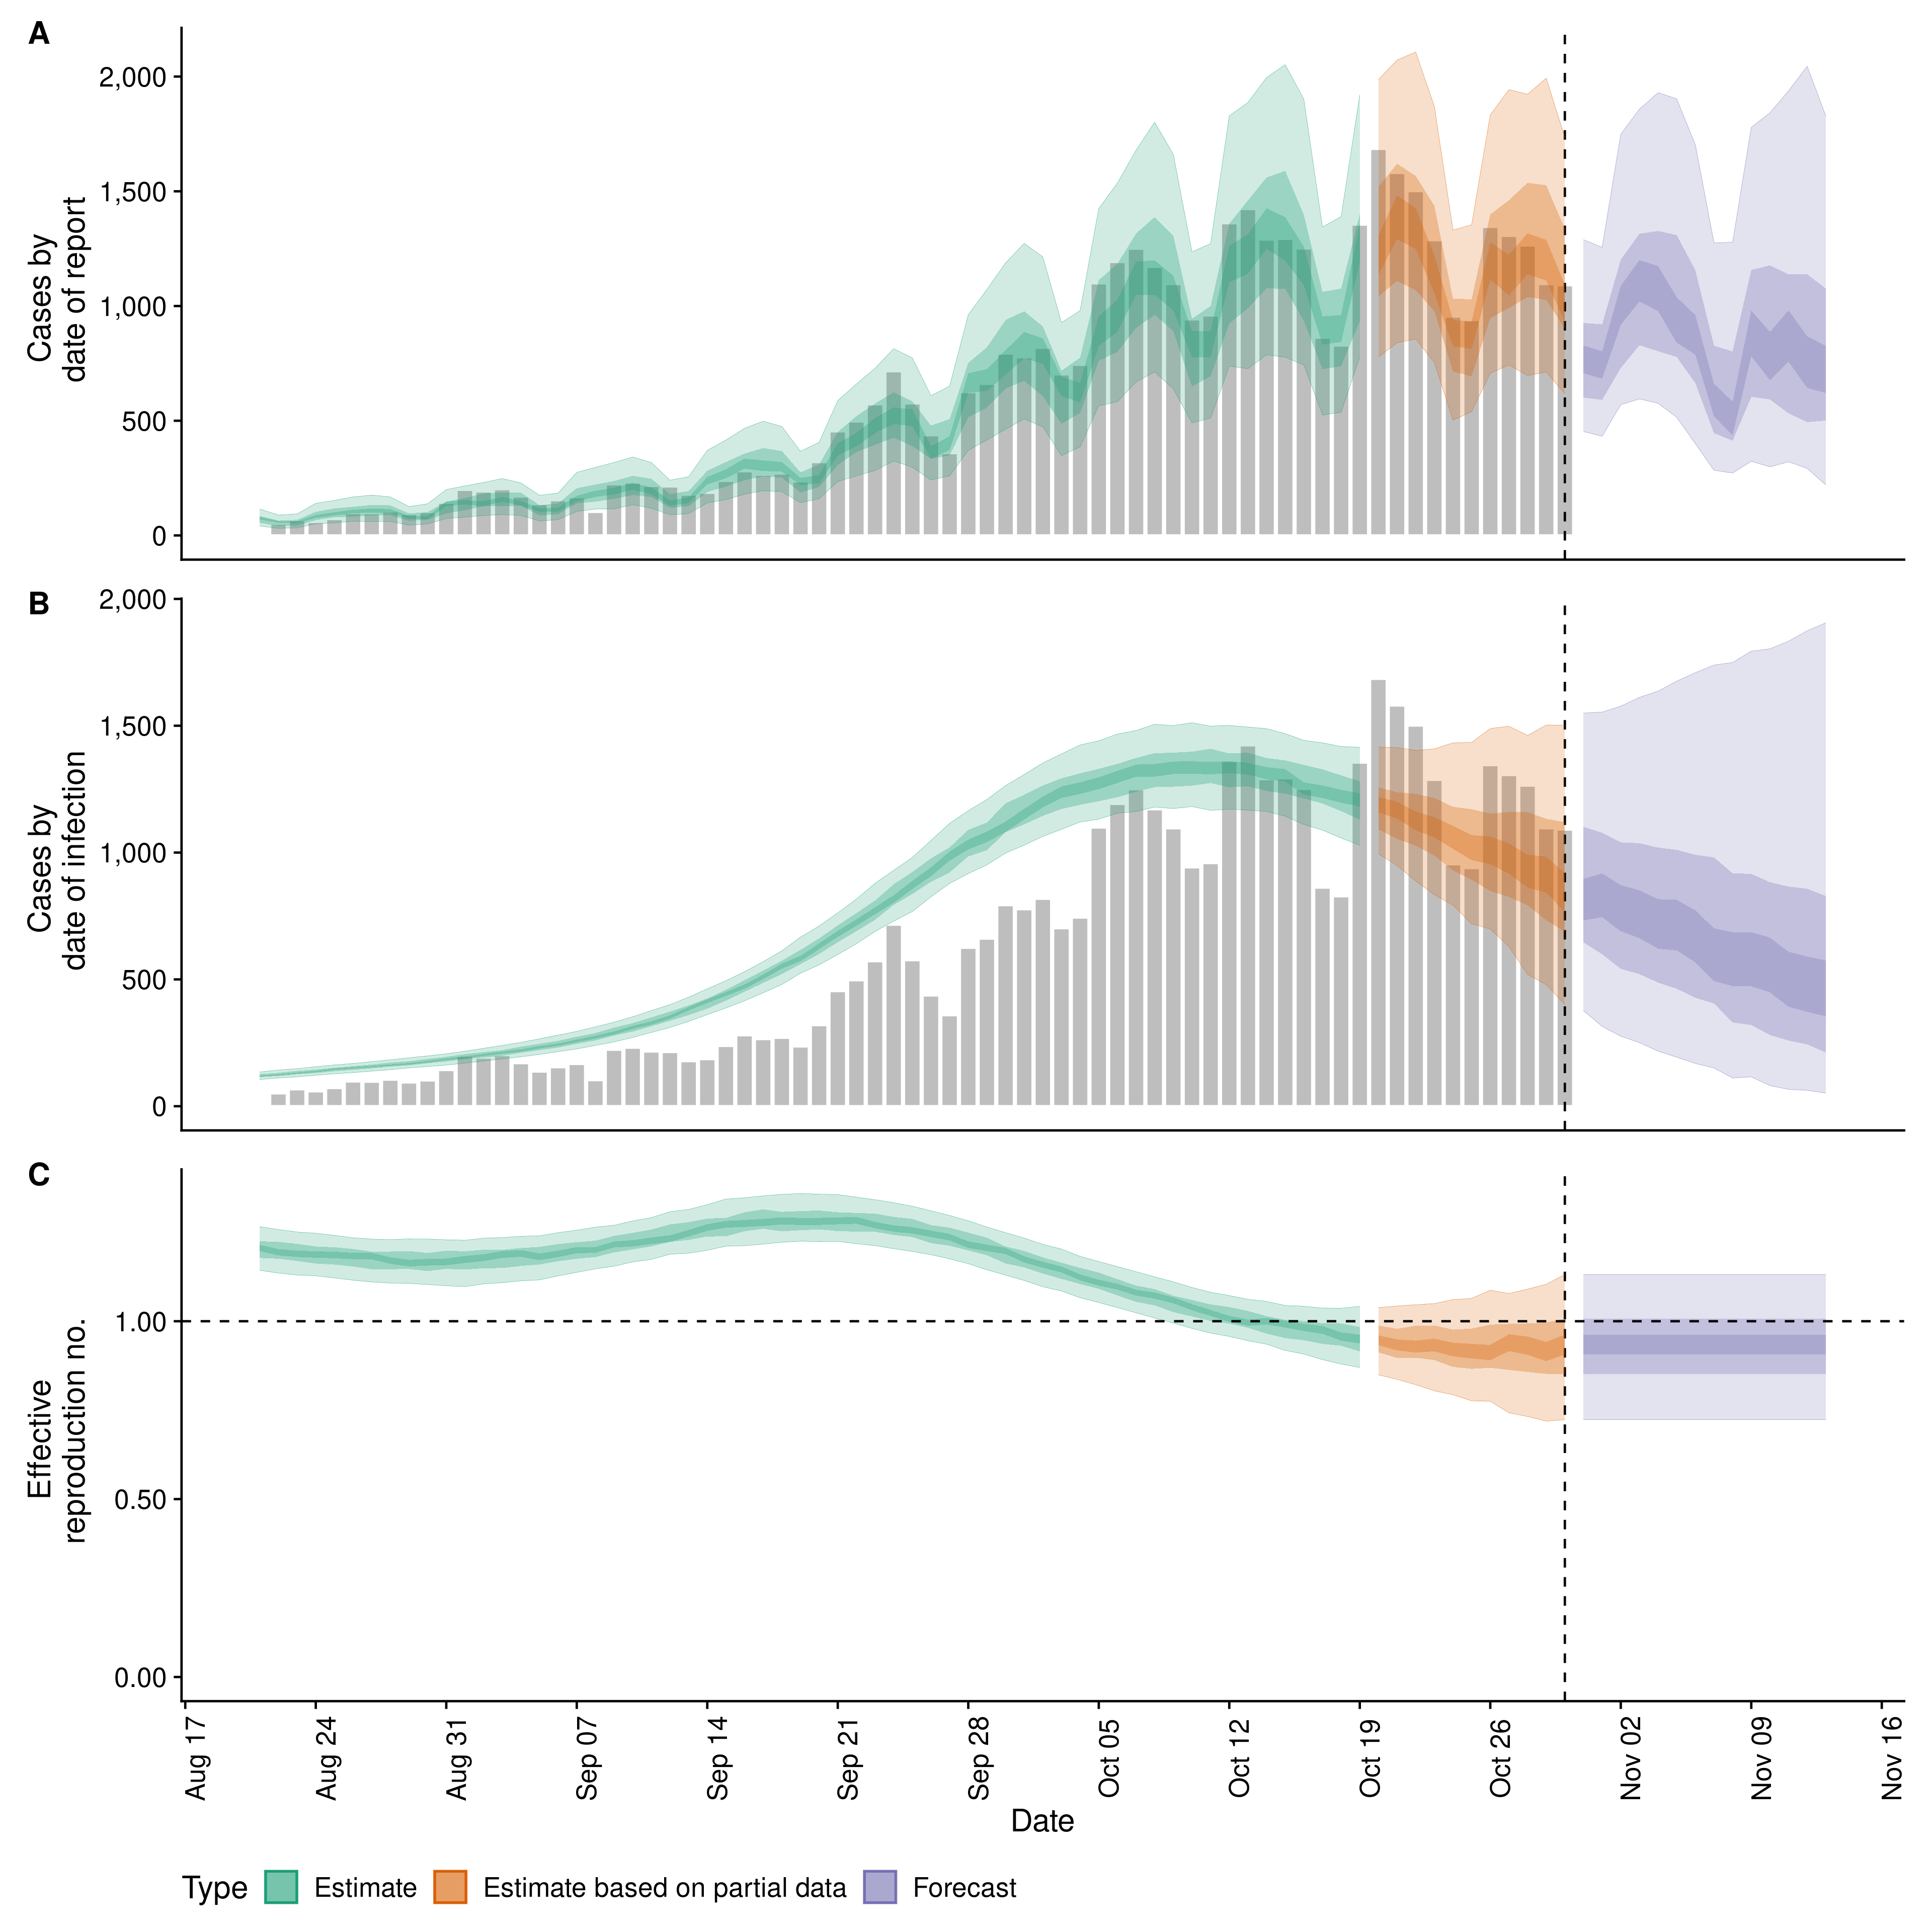 A
Cases by
date of report
2,000
1,500
1,000
500
0
B
Cases by
date of infection
2,000
1,500
1,000
500
0
C
Effective
reproduction no.
1.00
0.50
0.00
Aug 17
Aug 24
Aug 31
Sep 07
Sep 14
Sep 21
Sep 28
Oct 05
Oct 12
Oct 19
Oct 26
Nov 02
Nov 09
Nov 16
Date
Type Estimate Estimate based on partial data Forecast